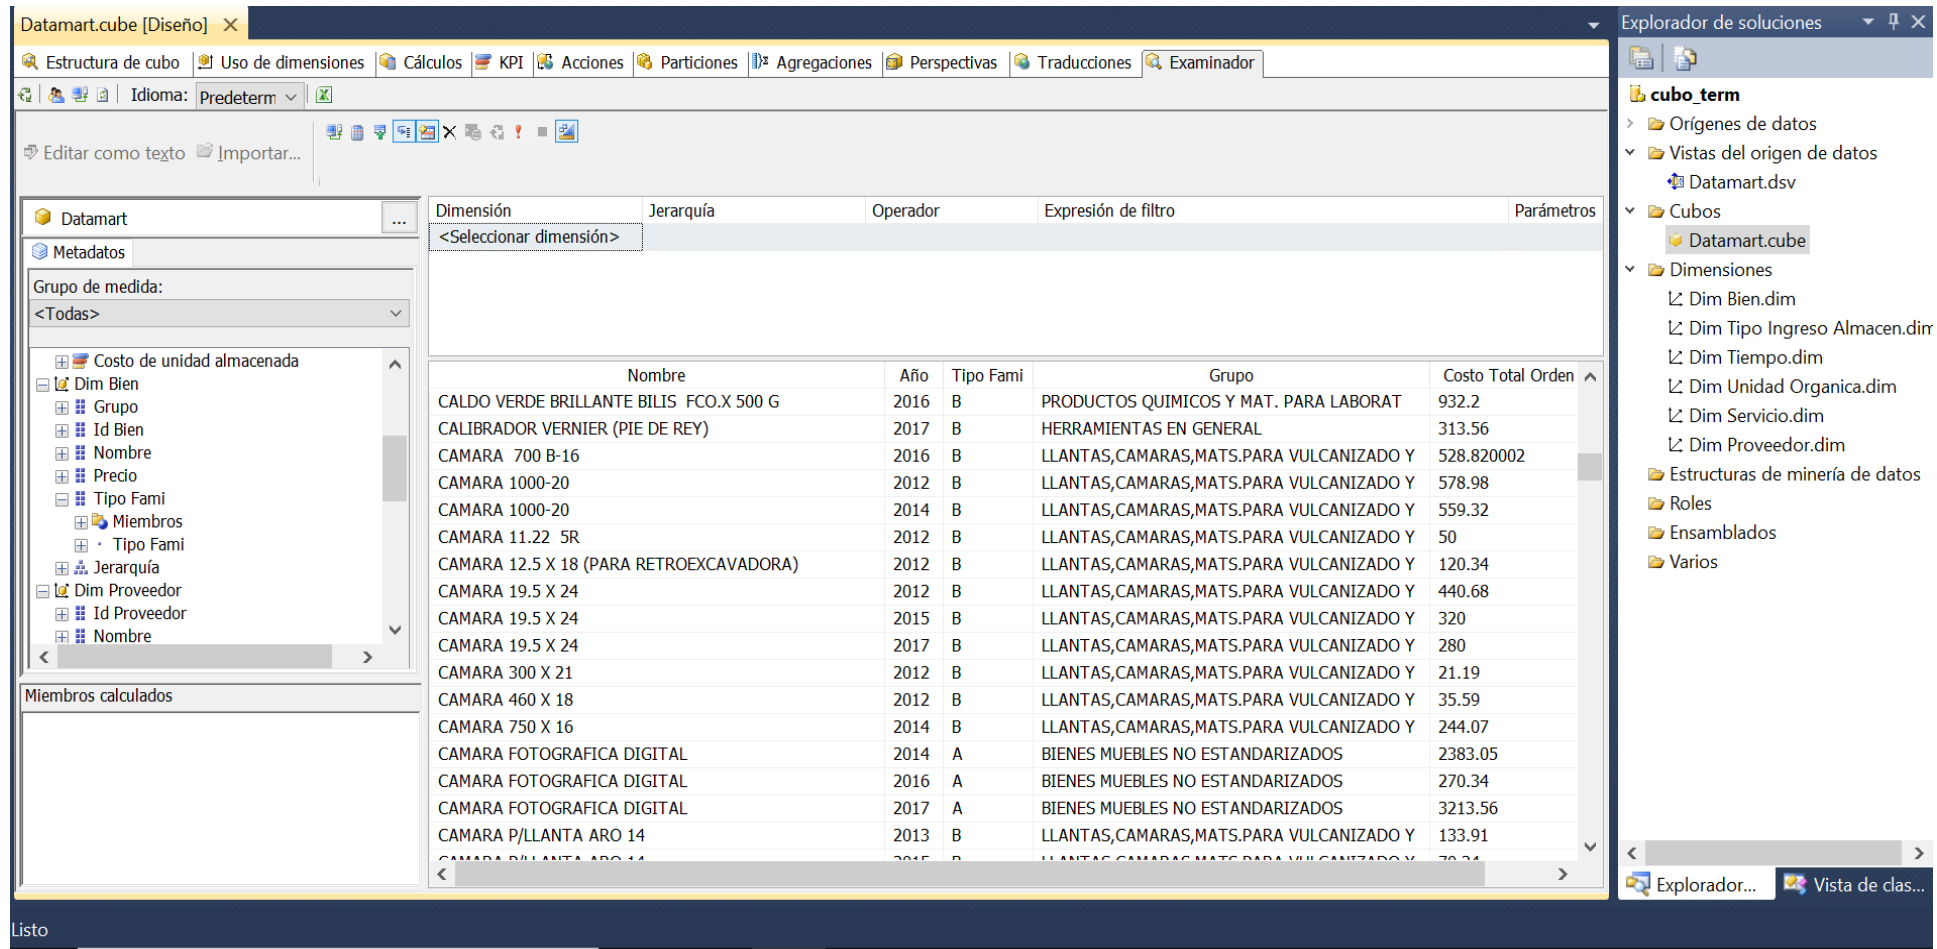 Datamart.cube [Diseño]
Estructura de cubo Uso de dimensiones Cálculos KPI Acciones Particiones Agregaciones Perspectivas Traducciones Examinador
Idioma: Predeterm
Editar como texto Importar...
Datamart ...
Metadatos
Grupo de medida:
<Todas>
Costo de unidad almacenada
Dim Bien
Grupo
Id Bien
Nombre
Precio
Tipo Fami
Miembros
Tipo Fami
Jerarquía
Dim Proveedor
Id Proveedor
Nombre
Miembros calculados
Dimensión Jerarquía Operador Expresión de filtro Parámetros
<Seleccionar dimensión>
Nombre Año Tipo Fami Grupo Costo Total Orden
CALDO VERDE BRILLANTE BILIS FCO.X 500 G 2016 B PRODUCTOS QUIMICOS Y MAT. PARA LABORAT 932.2
CALIBRADOR VERNIER (PIE DE REY) 2017 B HERRAMIENTAS EN GENERAL 313.56
CAMARA 700 B-16 2016 B LLANTAS,CAMARAS,MATS.PARA VULCANIZADO Y 528.820002
CAMARA 1000-20 2012 B LLANTAS,CAMARAS,MATS.PARA VULCANIZADO Y 578.98
CAMARA 1000-20 2014 B LLANTAS,CAMARAS,MATS.PARA VULCANIZADO Y 559.32
CAMARA 11.22 5R 2012 B LLANTAS,CAMARAS,MATS.PARA VULCANIZADO Y 50
CAMARA 12.5 X 18 (PARA RETROEXCAVADORA) 2012 B LLANTAS,CAMARAS,MATS.PARA VULCANIZADO Y 120.34
CAMARA 19.5 X 24 2012 B LLANTAS,CAMARAS,MATS.PARA VULCANIZADO Y 440.68
CAMARA 19.5 X 24 2015 B LLANTAS,CAMARAS,MATS.PARA VULCANIZADO Y 320
CAMARA 19.5 X 24 2017 B LLANTAS,CAMARAS,MATS.PARA VULCANIZADO Y 280
CAMARA 300 X 21 2012 B LLANTAS,CAMARAS,MATS.PARA VULCANIZADO Y 21.19
CAMARA 460 X 18 2012 B LLANTAS,CAMARAS,MATS.PARA VULCANIZADO Y 35.59
CAMARA 750 X 16 2014 B LLANTAS,CAMARAS,MATS.PARA VULCANIZADO Y 244.07
CAMARA FOTOGRAFICA DIGITAL 2014 A BIENES MUEBLES NO ESTANDARIZADOS 2383.05
CAMARA FOTOGRAFICA DIGITAL 2016 A BIENES MUEBLES NO ESTANDARIZADOS 270.34
CAMARA FOTOGRAFICA DIGITAL 2017 A BIENES MUEBLES NO ESTANDARIZADOS 3213.56
CAMARA P/LLANTA ARO 14 2013 B LLANTAS,CAMARAS,MATS.PARA VULCANIZADO Y 133.91
Explorador de soluciones
cubo_term
Orígenes de datos
Vistas del origen de datos
Datamart.dsv
Cubos
Datamart.cube
Dimensiones
Dim Bien.dim
Dim Tipo Ingreso Almacen.dim
Dim Tiempo.dim
Dim Unidad Organica.dim
Dim Servicio.dim
Dim Proveedor.dim
Estructuras de minería de datos
Roles
Ensamblados
Varios
Explorador... Vista de clas...
Listo